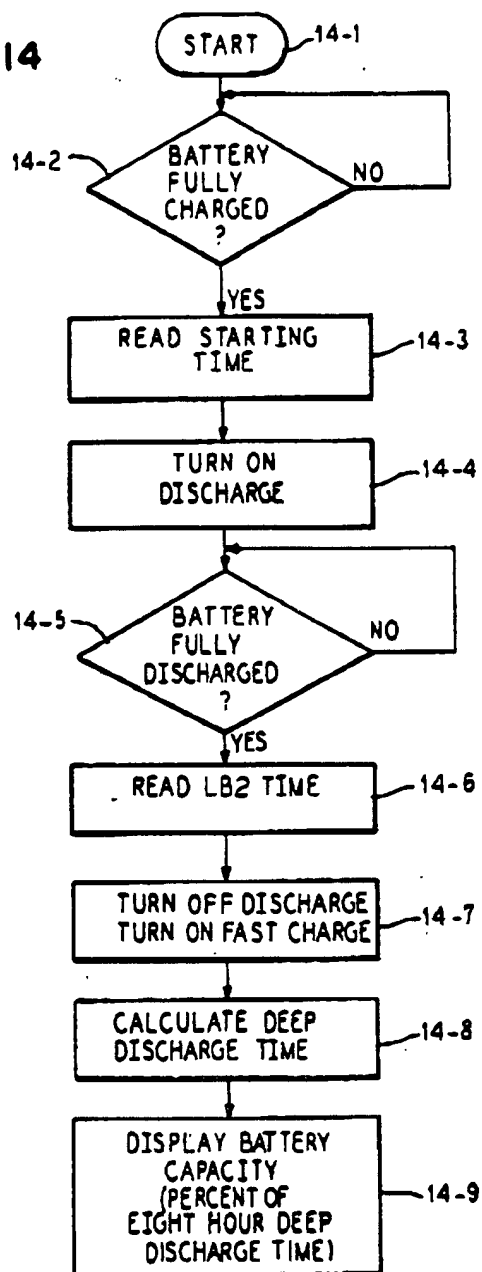 14
START
14-1
14-2
BATTERY
FULLY
CHARGED
?
NO
YES
READ STARTING
TIME
14-3
TURN ON
DISCHARGE
14-4
14-5
BATTERY
FULLY
DISCHARGED
?
NO
YES
READ LB2 TIME
14-6
TURN OFF DISCHARGE
TURN ON FAST CHARGE
14-7
CALCULATE DEEP
DISCHARGE TIME
14-8
DISPLAY BATTERY
CAPACITY
(PERCENT OF
EIGHT HOUR DEEP
DISCHARGE TIME)
14-9